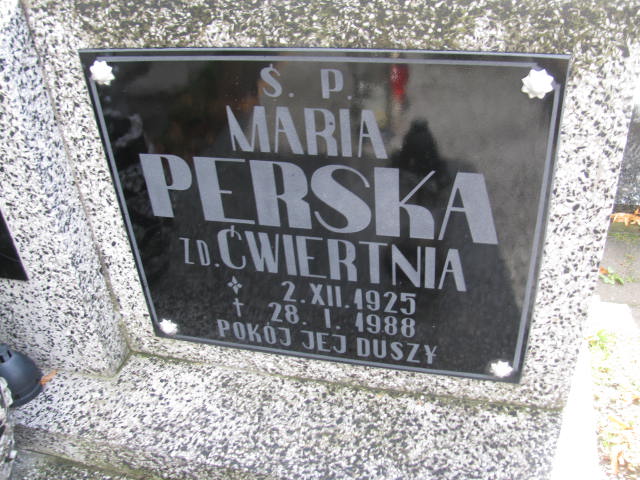 Ś. P.
MARIA
PERSKA
ZD. ĆWIERTNIA
2. XII. 1925
† 28. I. 1988
POKÓJ JEJ DUSZY